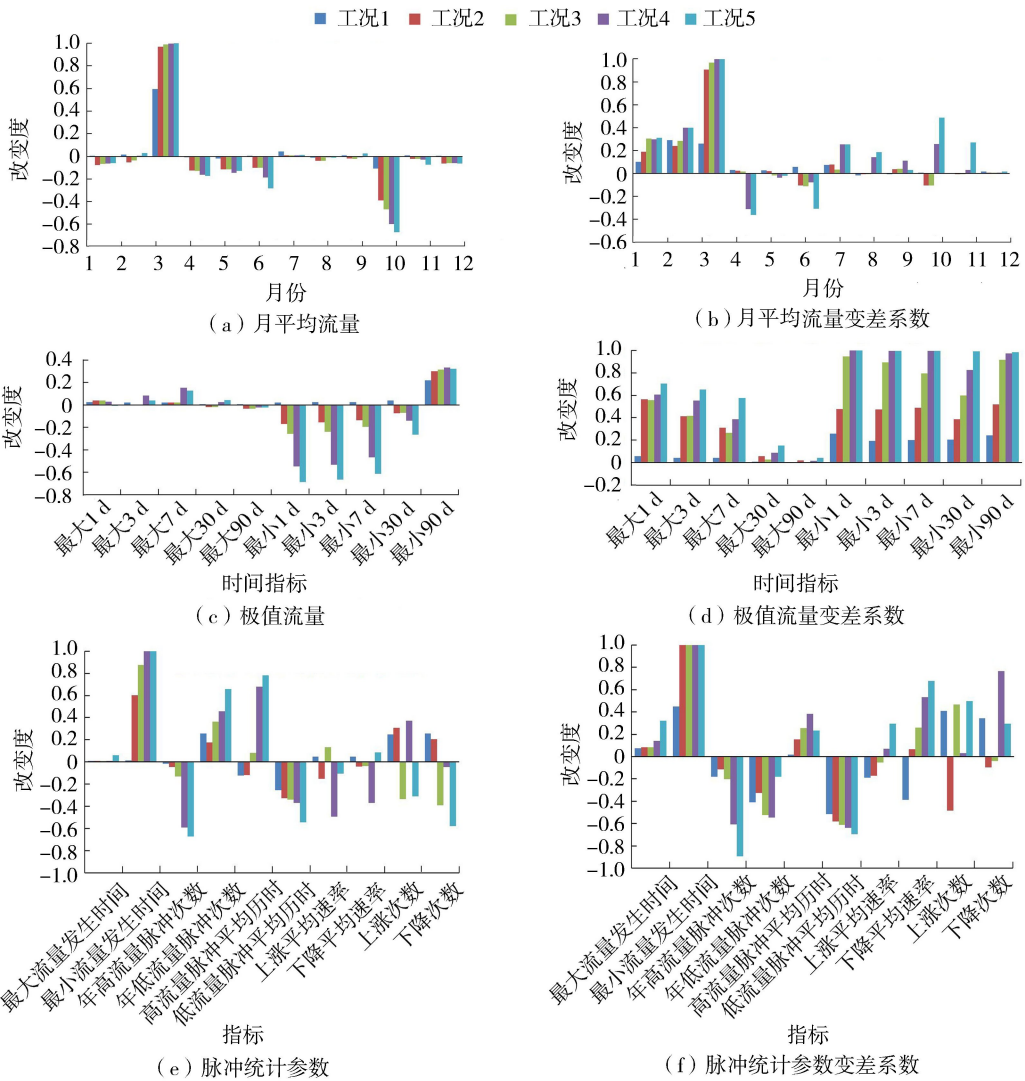 工况1 工况2 工况3 工况4 工况5
改变度
1.0
0.8
0.6
0.4
0.2
0
−0.2
−0.4
−0.6
−0.8
1 2 3 4 5 6 7 8 9 10 11 12
月份
（a）月平均流量
改变度
1.0
0.8
0.6
0.4
0.2
0
−0.2
−0.4
−0.6
1 2 3 4 5 6 7 8 9 10 11 12
月份
（b）月平均流量变差系数
改变度
0.4
0.2
0
−0.2
−0.4
−0.6
−0.8
最大1 d 最大3 d 最大7 d 最大30 d 最大90 d 最小1 d 最小3 d 最小7 d 最小30 d 最小90 d
时间指标
（c）极值流量
改变度
1.0
0.8
0.6
0.4
0.2
0
−0.2
最大1 d 最大3 d 最大7 d 最大30 d 最大90 d 最小1 d 最小3 d 最小7 d 最小30 d 最小90 d
时间指标
（d）极值流量变差系数
改变度
1.0
0.8
0.6
0.4
0.2
0
−0.2
−0.4
−0.6
−0.8
−1.0
最大流量发生时间 最小流量发生时间 年高流量脉冲次数 年低流量脉冲次数 高流量脉冲平均历时 低流量脉冲平均历时 上涨平均速率 下降平均速率 上涨次数 下降次数
指标
（e）脉冲统计参数
改变度
1.0
0.8
0.6
0.4
0.2
0
−0.2
−0.4
−0.6
−0.8
−1.0
最大流量发生时间 最小流量发生时间 年高流量脉冲次数 年低流量脉冲次数 高流量脉冲平均历时 低流量脉冲平均历时 上涨平均速率 下降平均速率 上涨次数 下降次数
指标
（f）脉冲统计参数变差系数